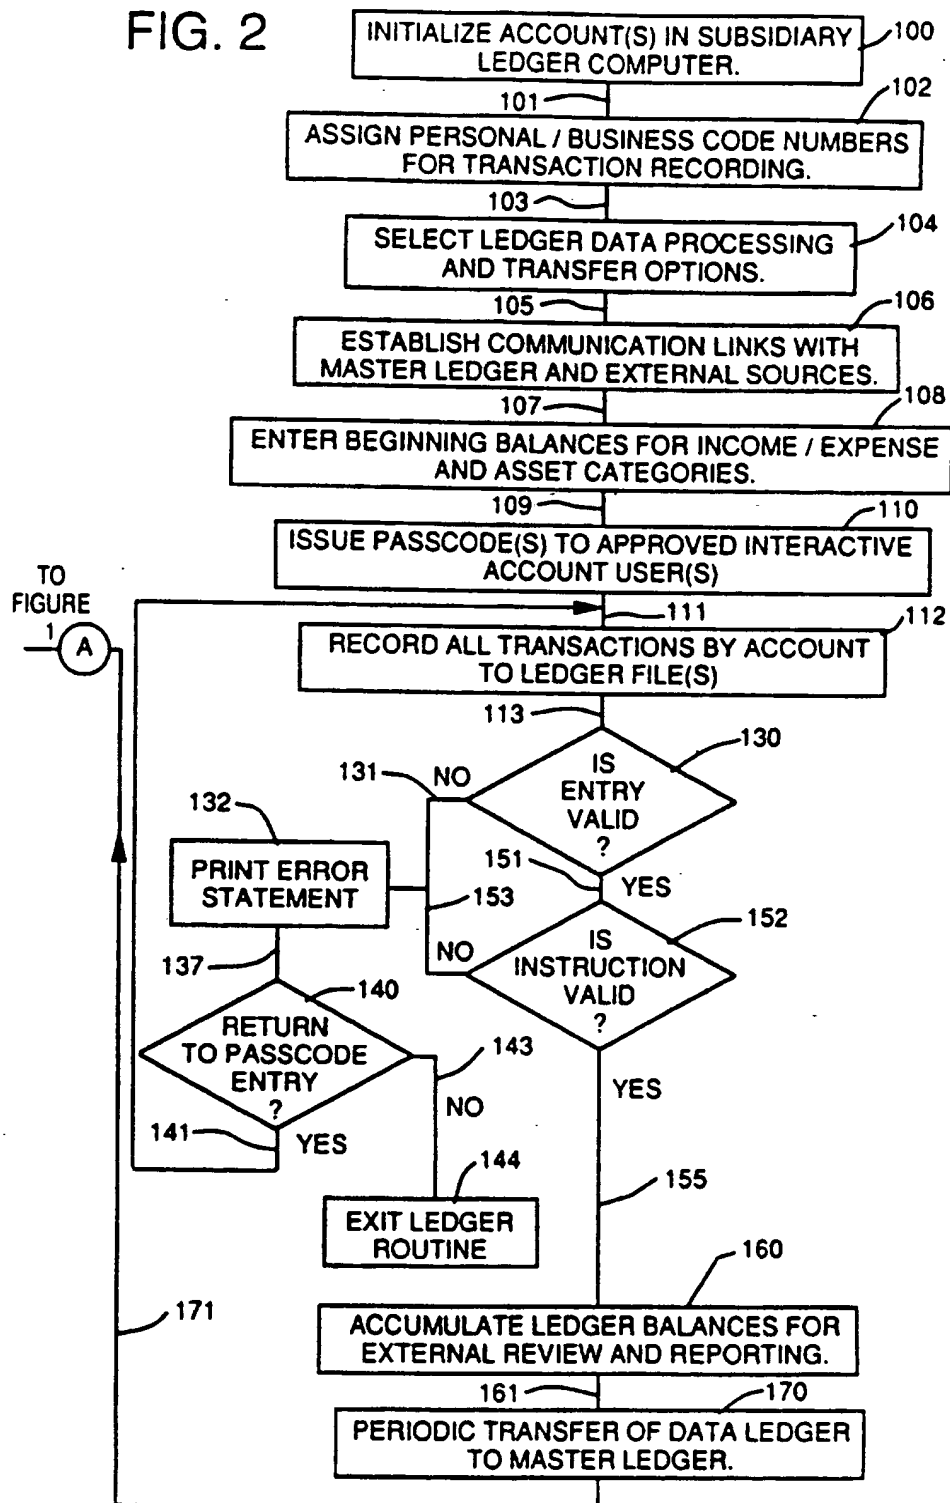 FIG. 2
INITIALIZE ACCOUNT(S) IN SUBSIDIARY
LEDGER COMPUTER.
100
101
102
ASSIGN PERSONAL / BUSINESS CODE NUMBERS
FOR TRANSACTION RECORDING.
103
104
SELECT LEDGER DATA PROCESSING
AND TRANSFER OPTIONS.
105
106
ESTABLISH COMMUNICATION LINKS WITH
MASTER LEDGER AND EXTERNAL SOURCES.
107
108
ENTER BEGINNING BALANCES FOR INCOME / EXPENSE
AND ASSET CATEGORIES.
109
110
ISSUE PASSCODE(S) TO APPROVED INTERACTIVE
ACCOUNT USER(S)
TO
FIGURE
1
A
111
112
RECORD ALL TRANSACTIONS BY ACCOUNT
TO LEDGER FILE(S)
113
130
IS
ENTRY
VALID
?
131
NO
132
PRINT ERROR
STATEMENT
151
YES
153
152
IS
INSTRUCTION
VALID
?
NO
137
140
RETURN
TO PASSCODE
ENTRY
?
143
NO
141
YES
YES
144
EXIT LEDGER
ROUTINE
155
160
171
ACCUMULATE LEDGER BALANCES FOR
EXTERNAL REVIEW AND REPORTING.
161
170
PERIODIC TRANSFER OF DATA LEDGER
TO MASTER LEDGER.